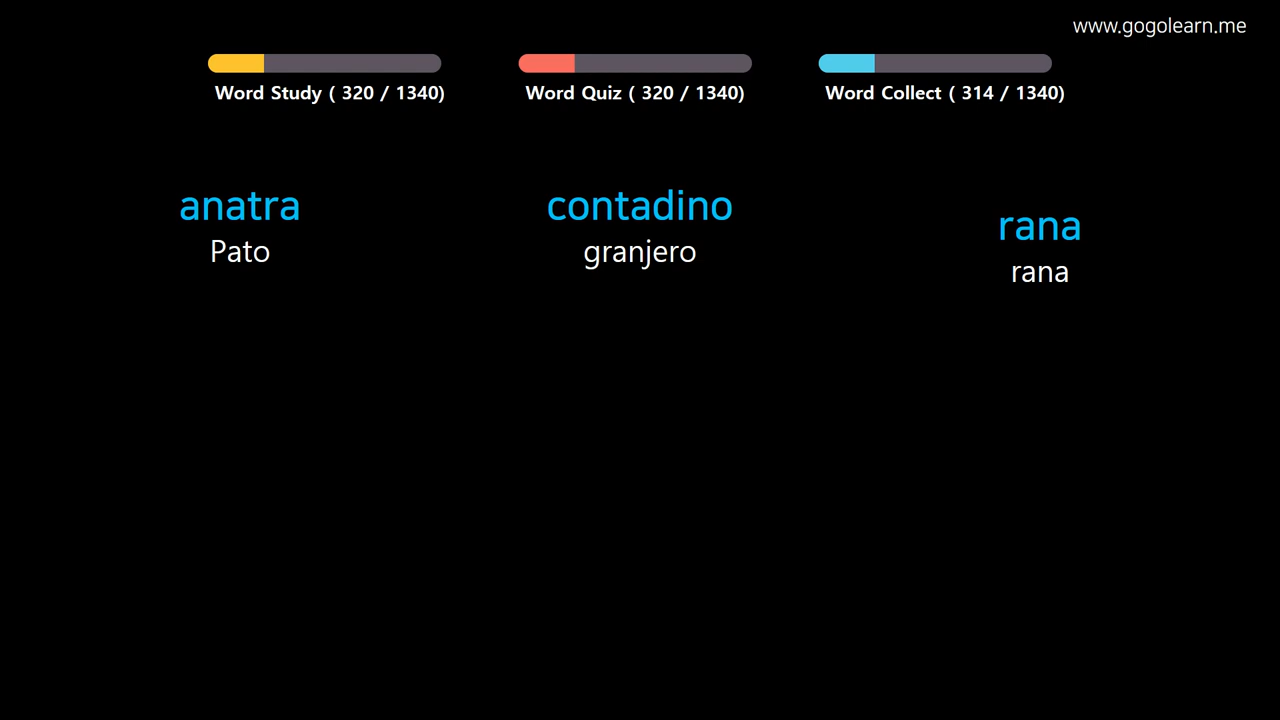 www.gogolearn.me
Word Study ( 320 / 1340)
Word Quiz ( 320 / 1340)
Word Collect ( 314 / 1340)
anatra
Pato
contadino
granjero
rana
rana